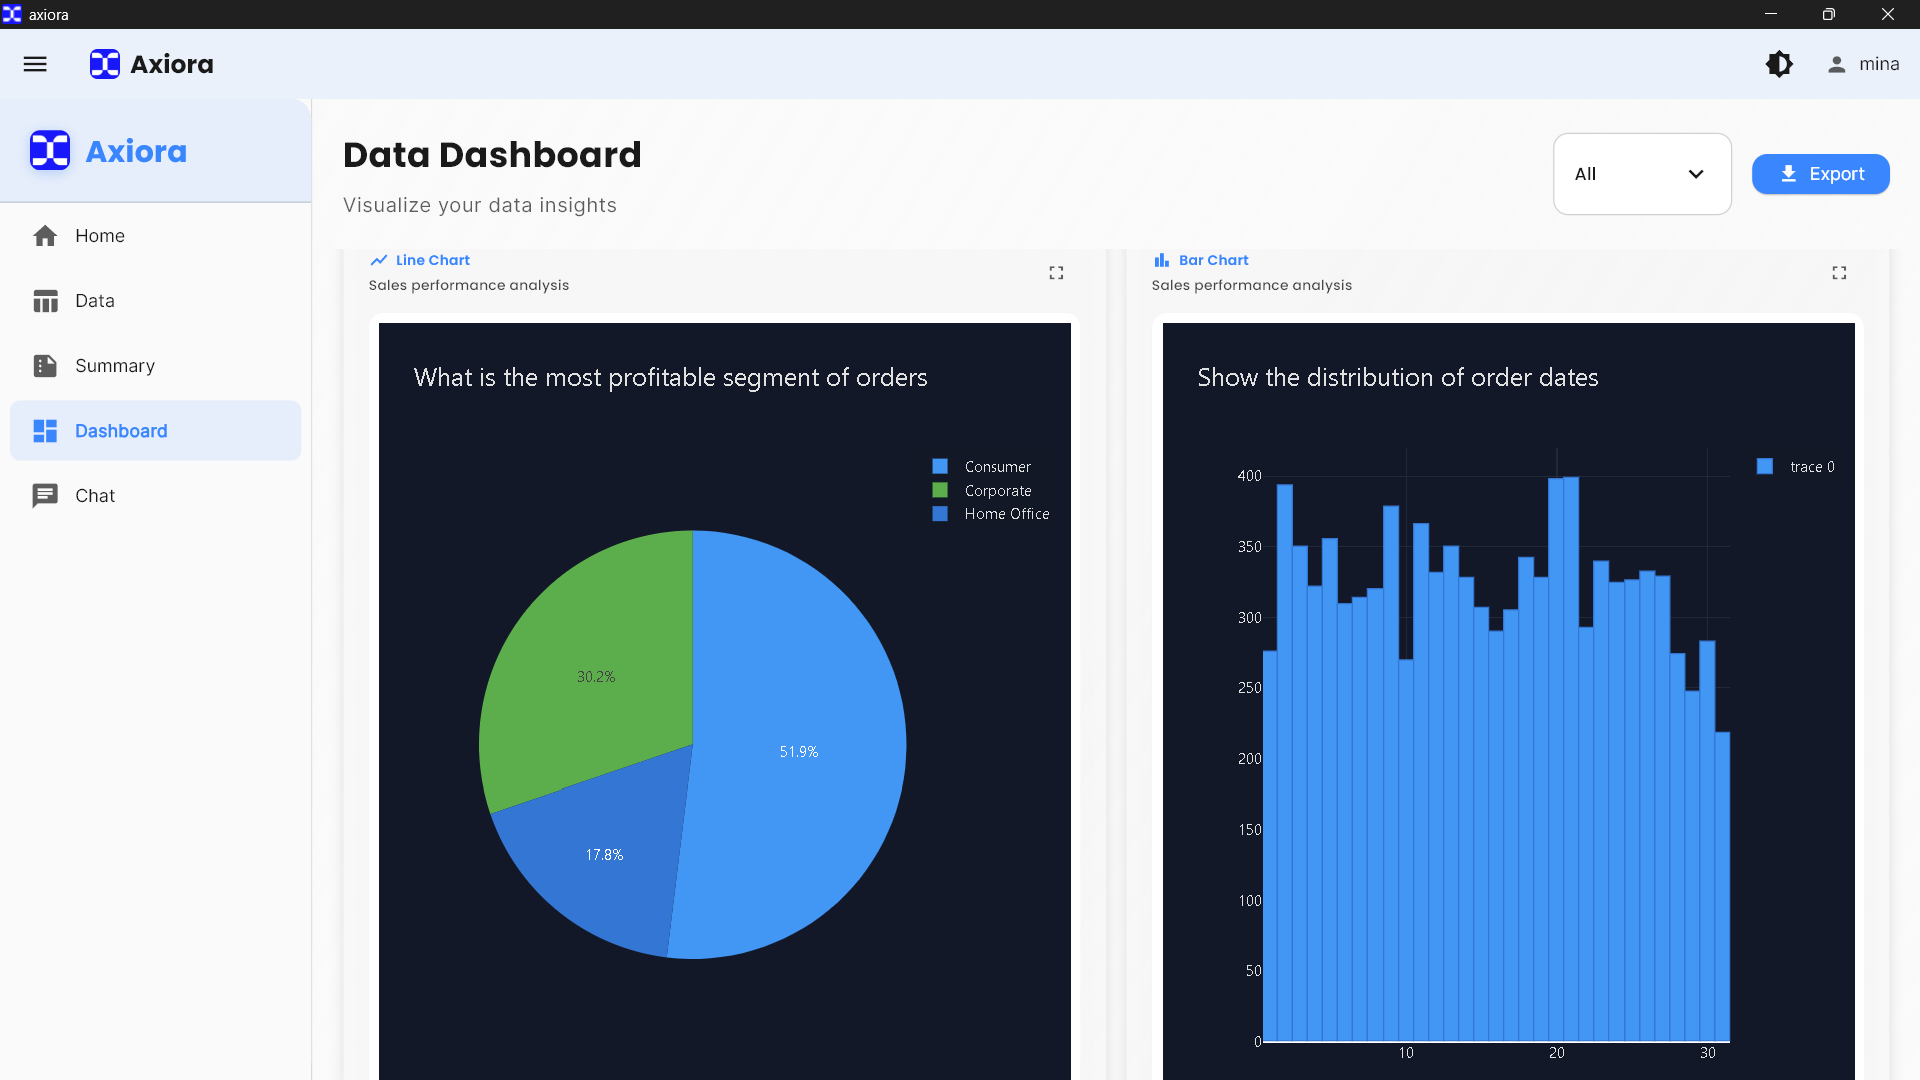 axiora
Axiora
mina
Axiora
Home
Data
Summary
Dashboard
Chat
Data Dashboard
Visualize your data insights
All
Export
Line Chart
Sales performance analysis
What is the most profitable segment of orders
Consumer
Corporate
Home Office
30.2%
51.9%
17.8%
Bar Chart
Sales performance analysis
Show the distribution of order dates
trace 0
400
350
300
250
200
150
100
50
0
10 20 30